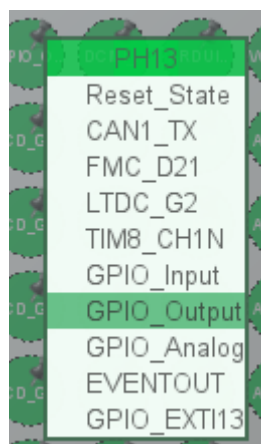 PH13
Reset_State
CAN1_TX
FMC_D21
LTDC_G2
TIM8_CH1N
GPIO_Input
GPIO_Output
GPIO_Analog
EVENTOUT
GPIO_EXTI13